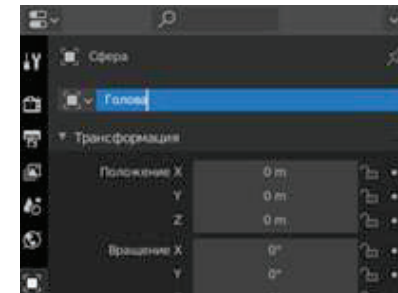 Сфера
Голова
Трансформация
Положение X 0 m
Y 0 m
Z 0 m
Вращение X 0°
Y 0°